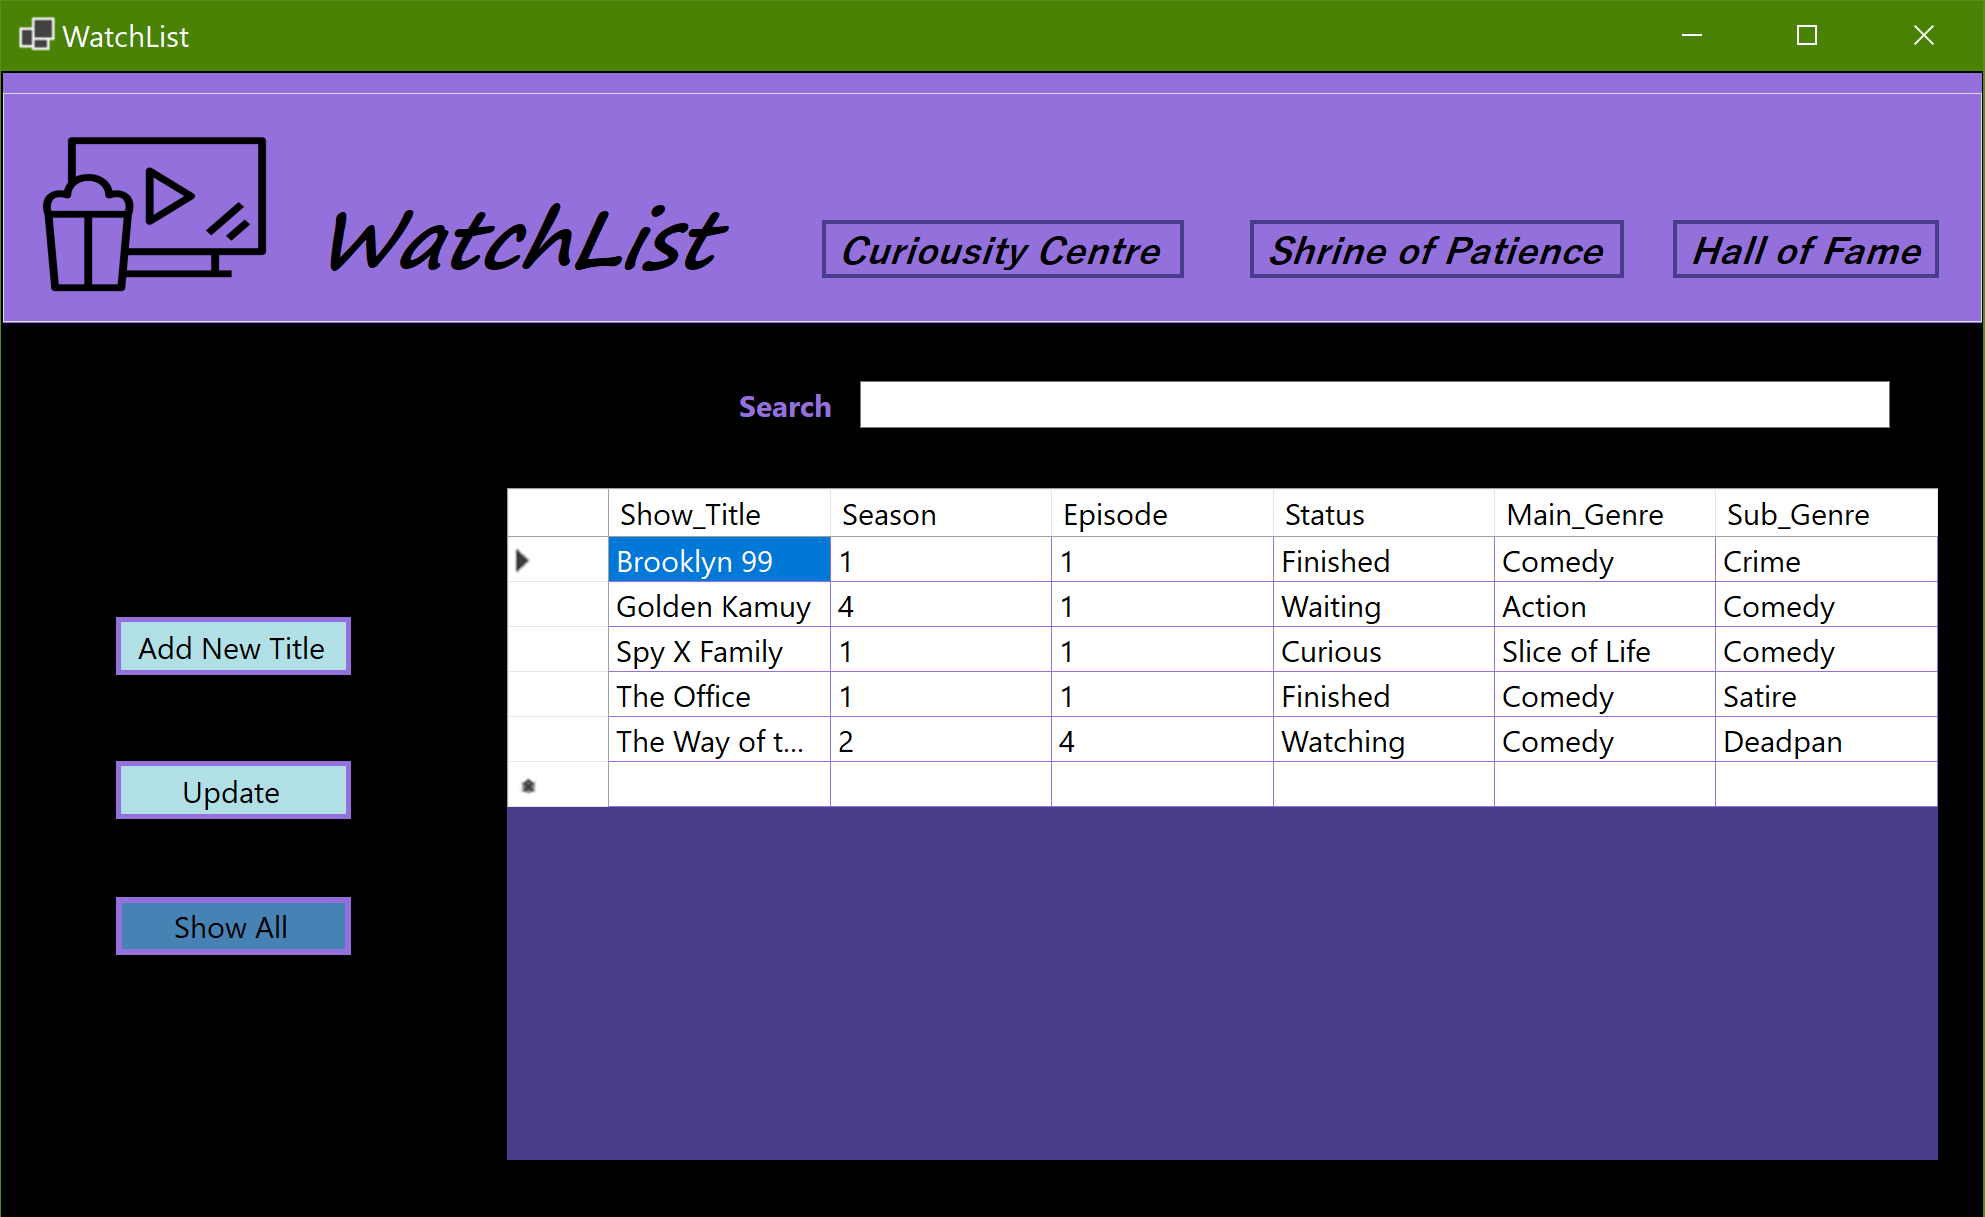 WatchList
WatchList
Curiousity Centre
Shrine of Patience
Hall of Fame
Search
Show_Title Season Episode Status Main_Genre Sub_Genre
Brooklyn 99 1 1 Finished Comedy Crime
Golden Kamuy 4 1 Waiting Action Comedy
Spy X Family 1 1 Curious Slice of Life Comedy
The Office 1 1 Finished Comedy Satire
The Way of t... 2 4 Watching Comedy Deadpan
Add New Title
Update
Show All